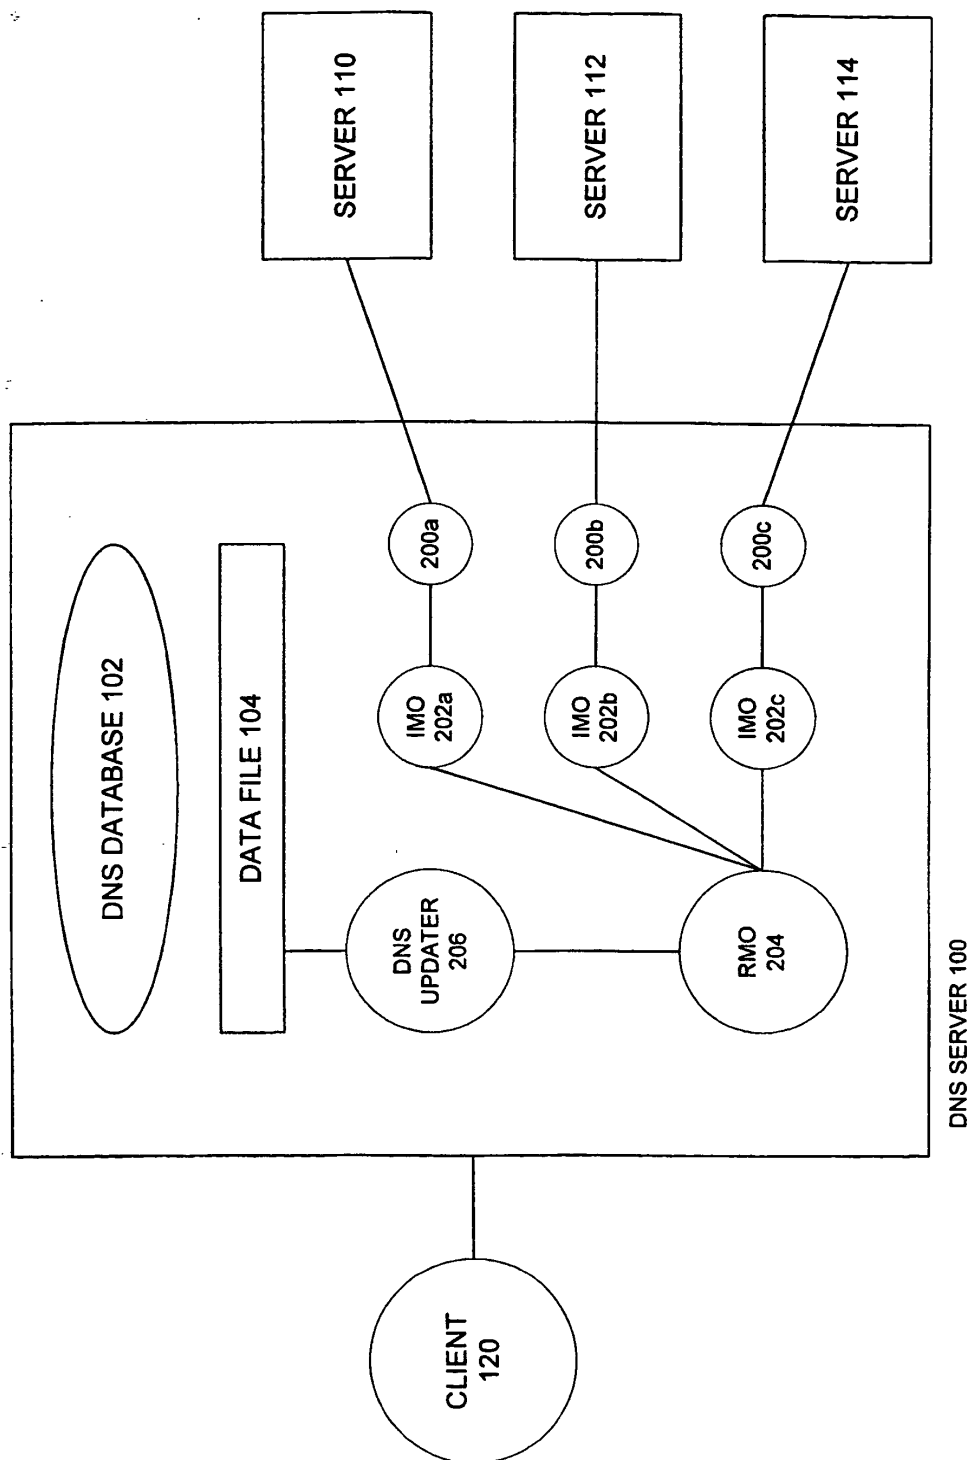 DNS DATABASE 102
DATA FILE 104
DNS
UPDATER
206
RMO
204
IMO
202a
IMO
202b
IMO
202c
200a
200b
200c
SERVER 110
SERVER 112
SERVER 114
CLIENT
120
DNS SERVER 100